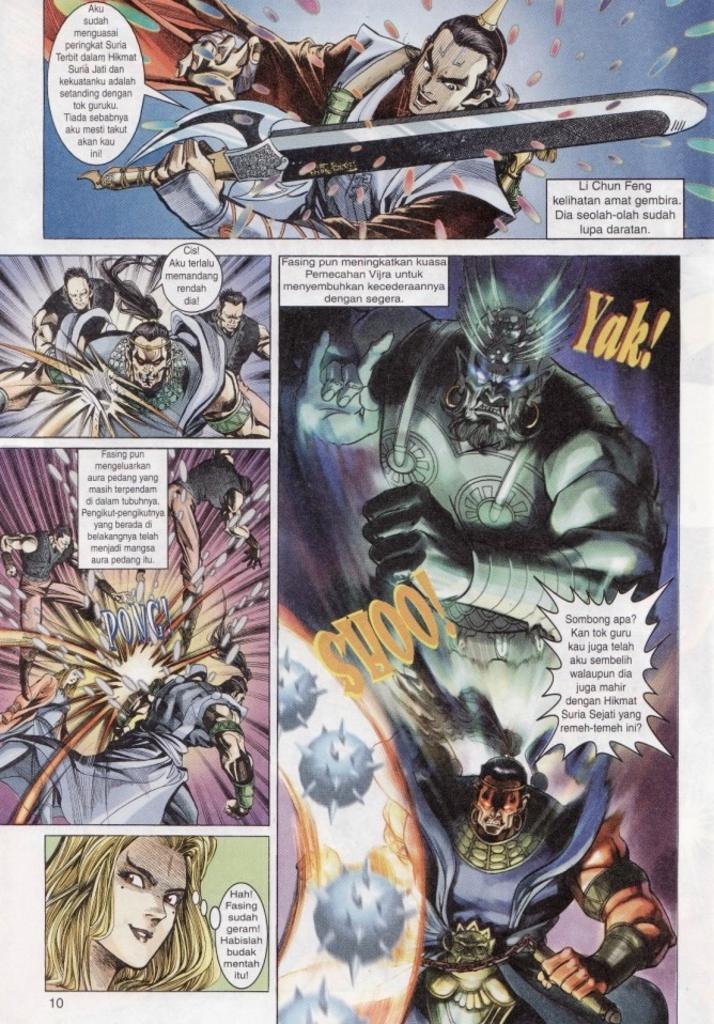 Aku
sudah
menguasai
peringkat Suria
Terbit dalam Hikmat
Suria Jati dan
kekuatanku adalah
setanding dengan
tok guruku.
Tiada sebabnya
aku mesti takut
akan kau
ini!
Li Chun Feng
kelihatan amat gembira.
Dia seolah-olah sudah
lupa daratan.
Cis!
Aku terlalu
memandang
rendah
dia!
Fasing pun meningkatkan kuasa
Pemecahan Vijra untuk
menyembuhkan kecederaannya
dengan segera.
Yak!
Fasing pun
mengeluarkan
aura pedang yang
masih terpendam
di dalam tubuhnya.
Pengikut-pengikutnya
yang berada di
belakangnya telah
menjadi mangsa
aura pedang itu.
PONG!
SHOO!
Sombong apa?
Kan tok guru
kau juga telah
aku sembelih
walaupun dia
juga mahir
dengan Hikmat
Suria Sejati yang
remeh-temeh ini?
Hah!
Fasing
sudah
geram!
Habislah
budak
mentah
itu!
10